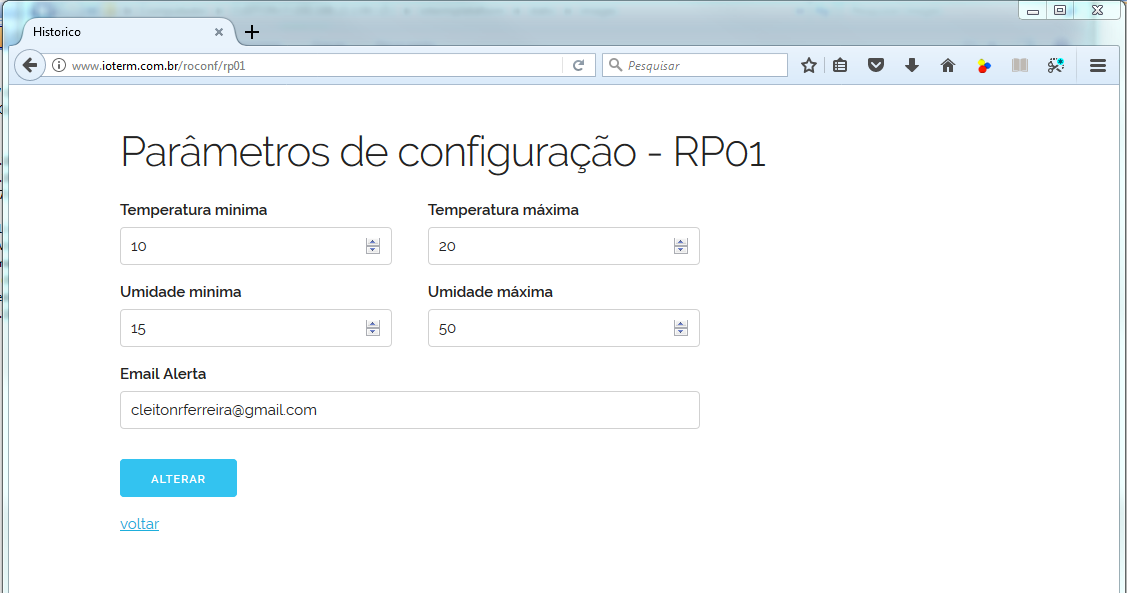 Historico
www.ioterm.com.br/roconf/rp01
Pesquisar
Parâmetros de configuração - RP01
Temperatura minima Temperatura máxima
10 20
Umidade minima Umidade máxima
15 50
Email Alerta
cleitonrferreira@gmail.com
ALTERAR
voltar